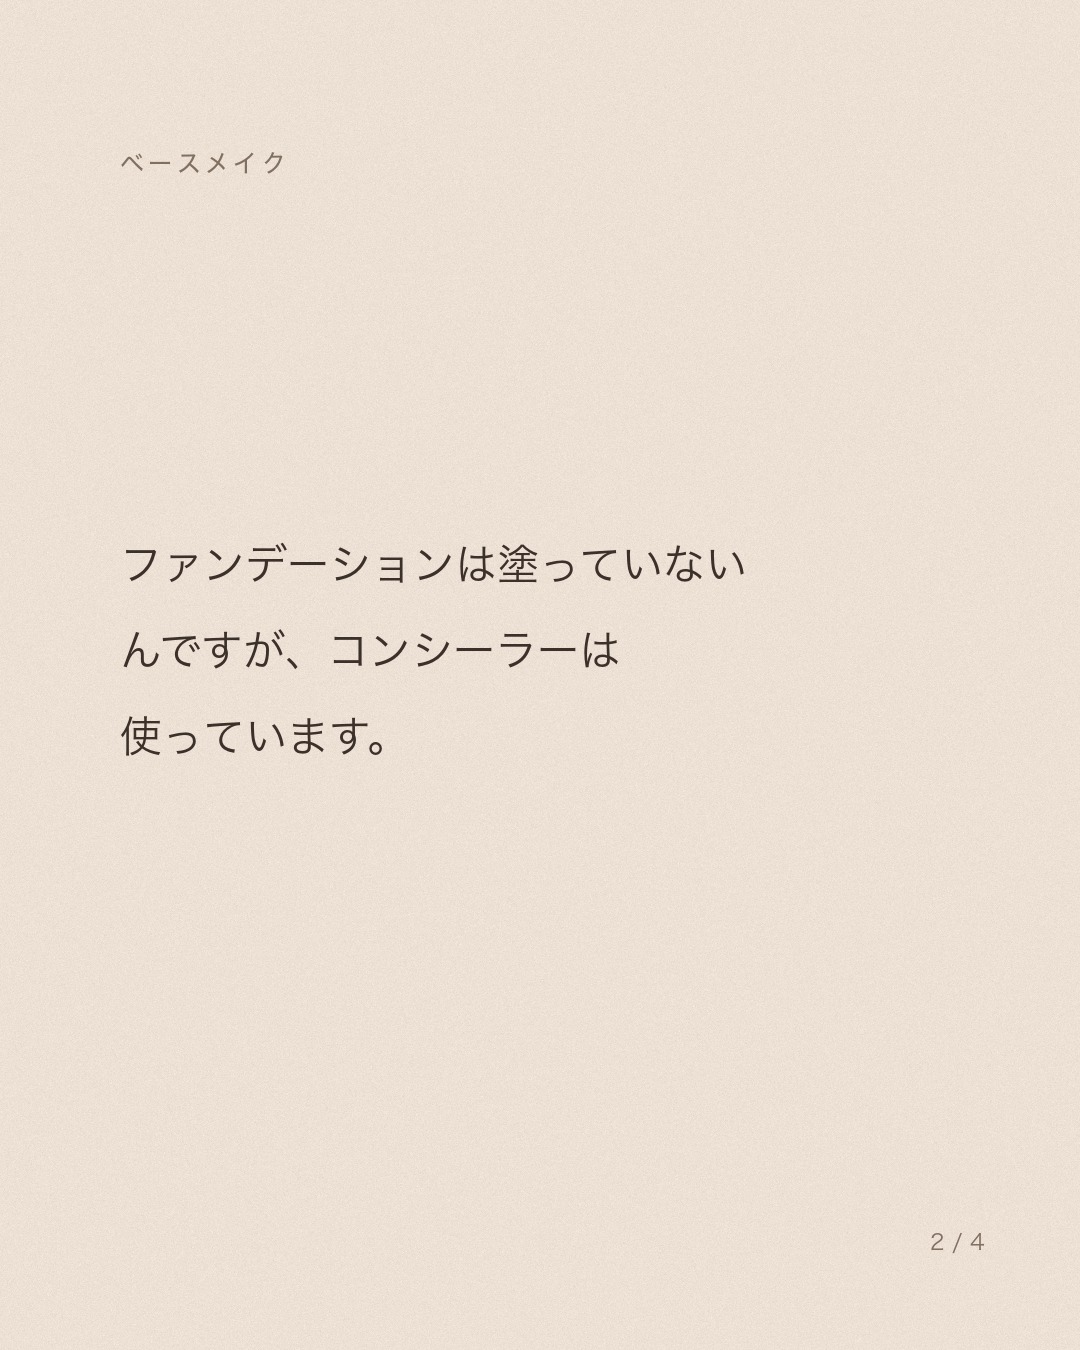 ベースメイク
ファンデーションは塗っていない
んですが、コンシーラーは
使っています。
2 / 4